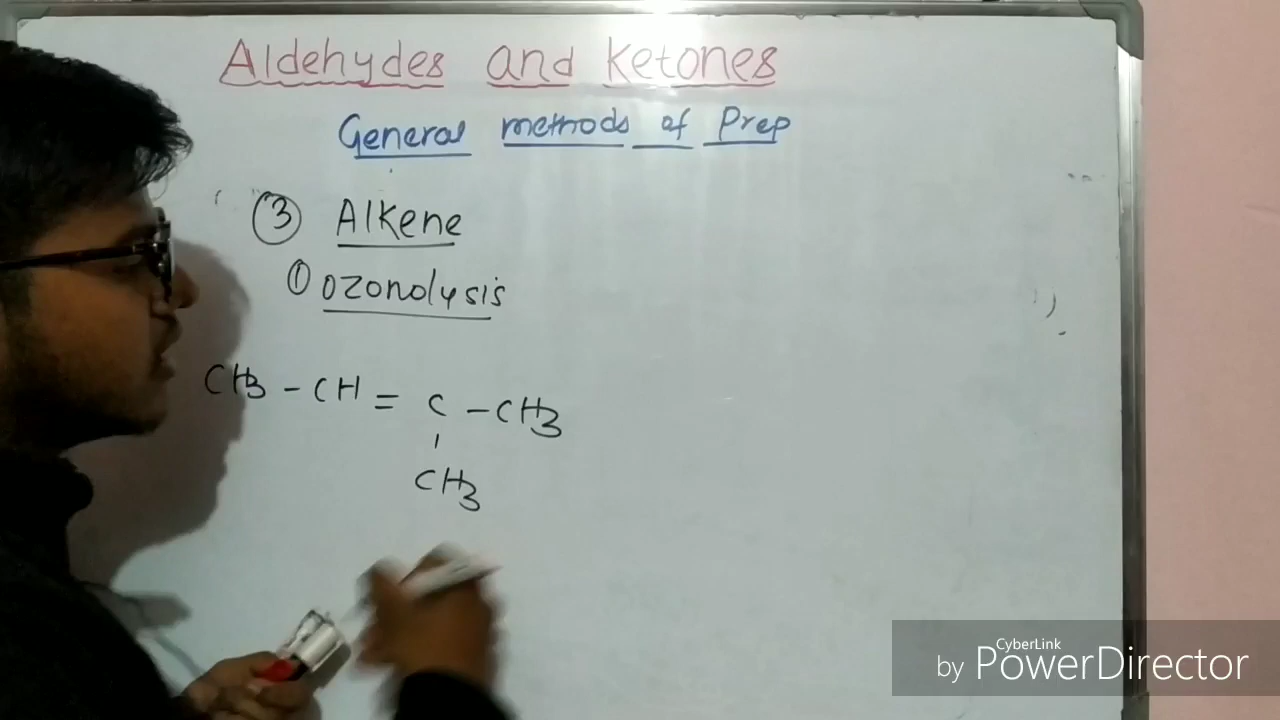 Aldehydes and Ketones
General methods of Prep
③ Alkene
① Ozonolysis
CH3 - CH = C - CH3
CH3
CyberLink
by PowerDirector